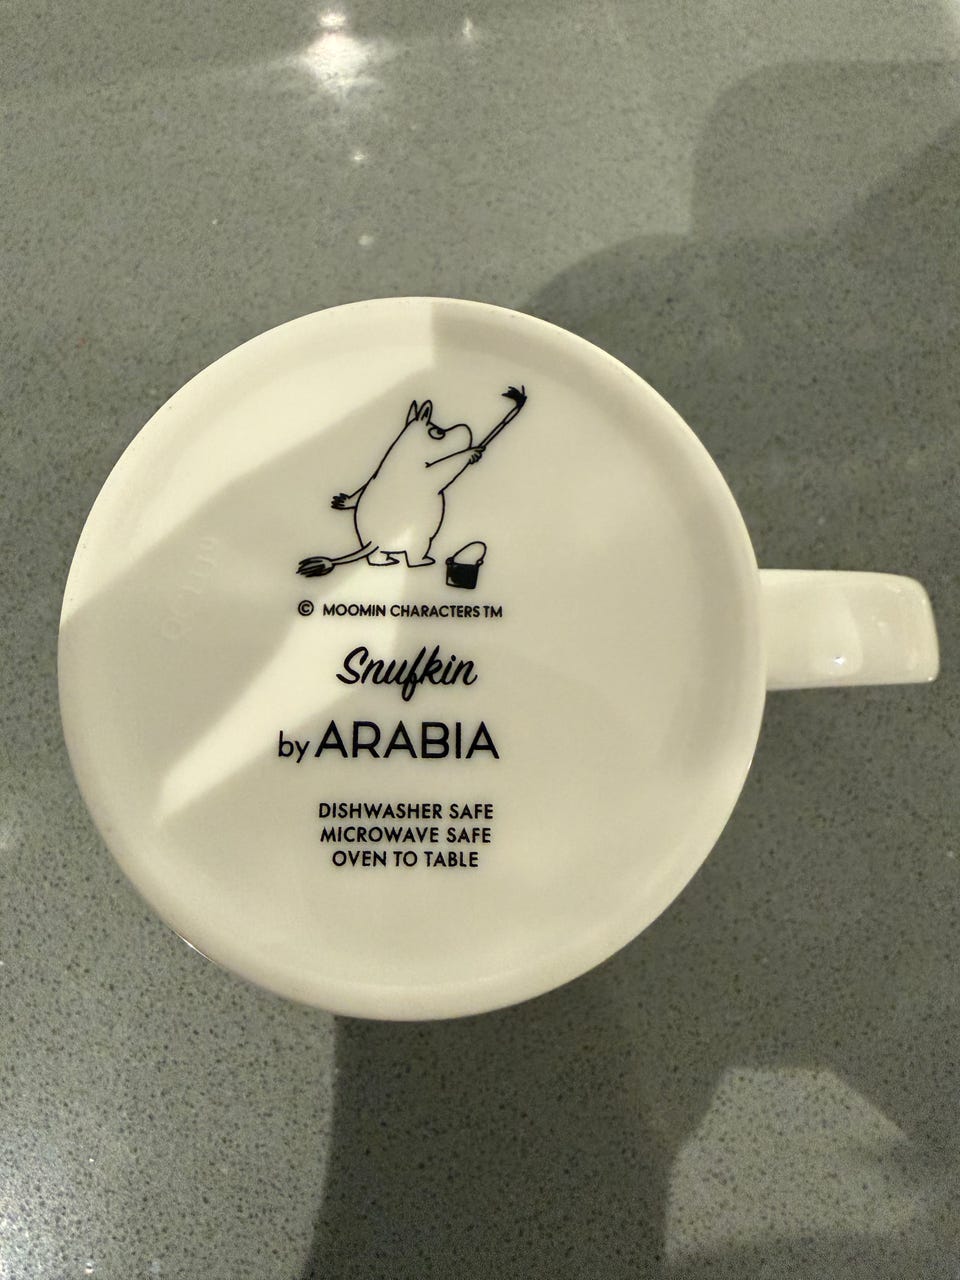 © MOOMIN CHARACTERS TM
Snufkin
by ARABIA
DISHWASHER SAFE
MICROWAVE SAFE
OVEN TO TABLE